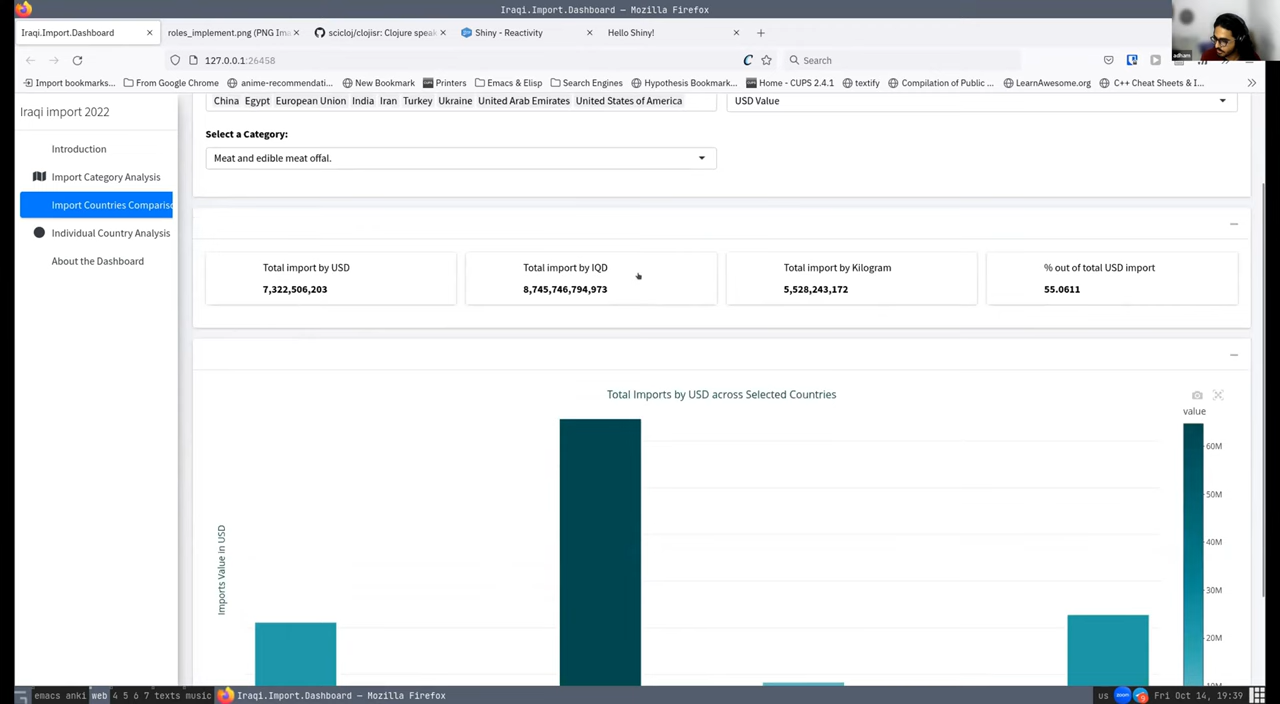 Iraqi.Import.Dashboard — Mozilla Firefox
Iraqi.Import.Dashboard
roles_implement.png (PNG Ima
scicloj/clojisr: Clojure speak
Shiny - Reactivity
Hello Shiny!
adham
127.0.0.1:26458
Search
Import bookmarks...
From Google Chrome
anime-recommendati...
New Bookmark
Printers
Emacs & Elisp
Search Engines
Hypothesis Bookmark...
Home - CUPS 2.4.1
textify
Compilation of Public ...
LearnAwesome.org
C++ Cheat Sheets & I...
Iraqi import 2022
Introduction
Import Category Analysis
Import Countries Compariso
Individual Country Analysis
About the Dashboard
China Egypt European Union India Iran Turkey Ukraine United Arab Emirates United States of America
USD Value
Select a Category:
Meat and edible meat offal.
Total import by USD
7,322,506,203
Total import by IQD
8,745,746,794,973
Total import by Kilogram
5,528,243,172
% out of total USD import
55.0611
Total Imports by USD across Selected Countries
value
60M
50M
40M
30M
20M
10M
Imports Value in USD
emacs anki web 4 5 6 7 texts music
Iraqi.Import.Dashboard — Mozilla Firefox
us
zoom
Fri Oct 14, 19:39